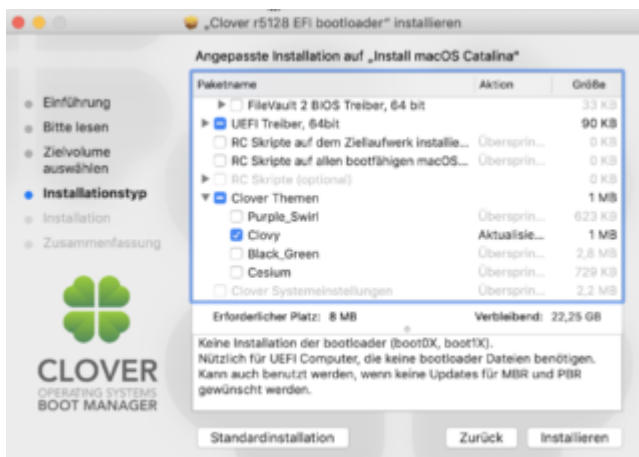 „Clover r5128 EFI bootloader“ installieren
Angepasste Installation auf „Install macOS Catalina“
Paketname Aktion Größe
FileVault 2 BIOS Treiber, 64 bit 33 KB
UEFI Treiber, 64bit 90 KB
RC Skripte auf dem Ziellaufwerk installie... Übersprin... 0 KB
RC Skripte auf allen bootfähigen macOS... Übersprin... 0 KB
RC Skripte (optional) 0 KB
Clover Themen 1 MB
Purple_Swirl Übersprin... 623 KB
Clovy Aktualisie... 1 MB
Black_Green Übersprin... 2,8 MB
Cesium Übersprin... 729 KB
Clover Systemeinstellungen Übersprin... 2,2 MB
Erforderlicher Platz: 8 MB Verbleibend: 22,25 GB
Keine Installation der bootloader (boot0X, boot1X).
Nützlich für UEFI Computer, die keine bootloader Dateien benötigen.
Kann auch benutzt werden, wenn keine Updates für MBR und PBR
gewünscht werden.
Einführung
Bitte lesen
Zielvolume
auswählen
Installationstyp
Installation
Zusammenfassung
CLOVER
OPERATING SYSTEMS
BOOT MANAGER
Standardinstallation Zurück Installieren